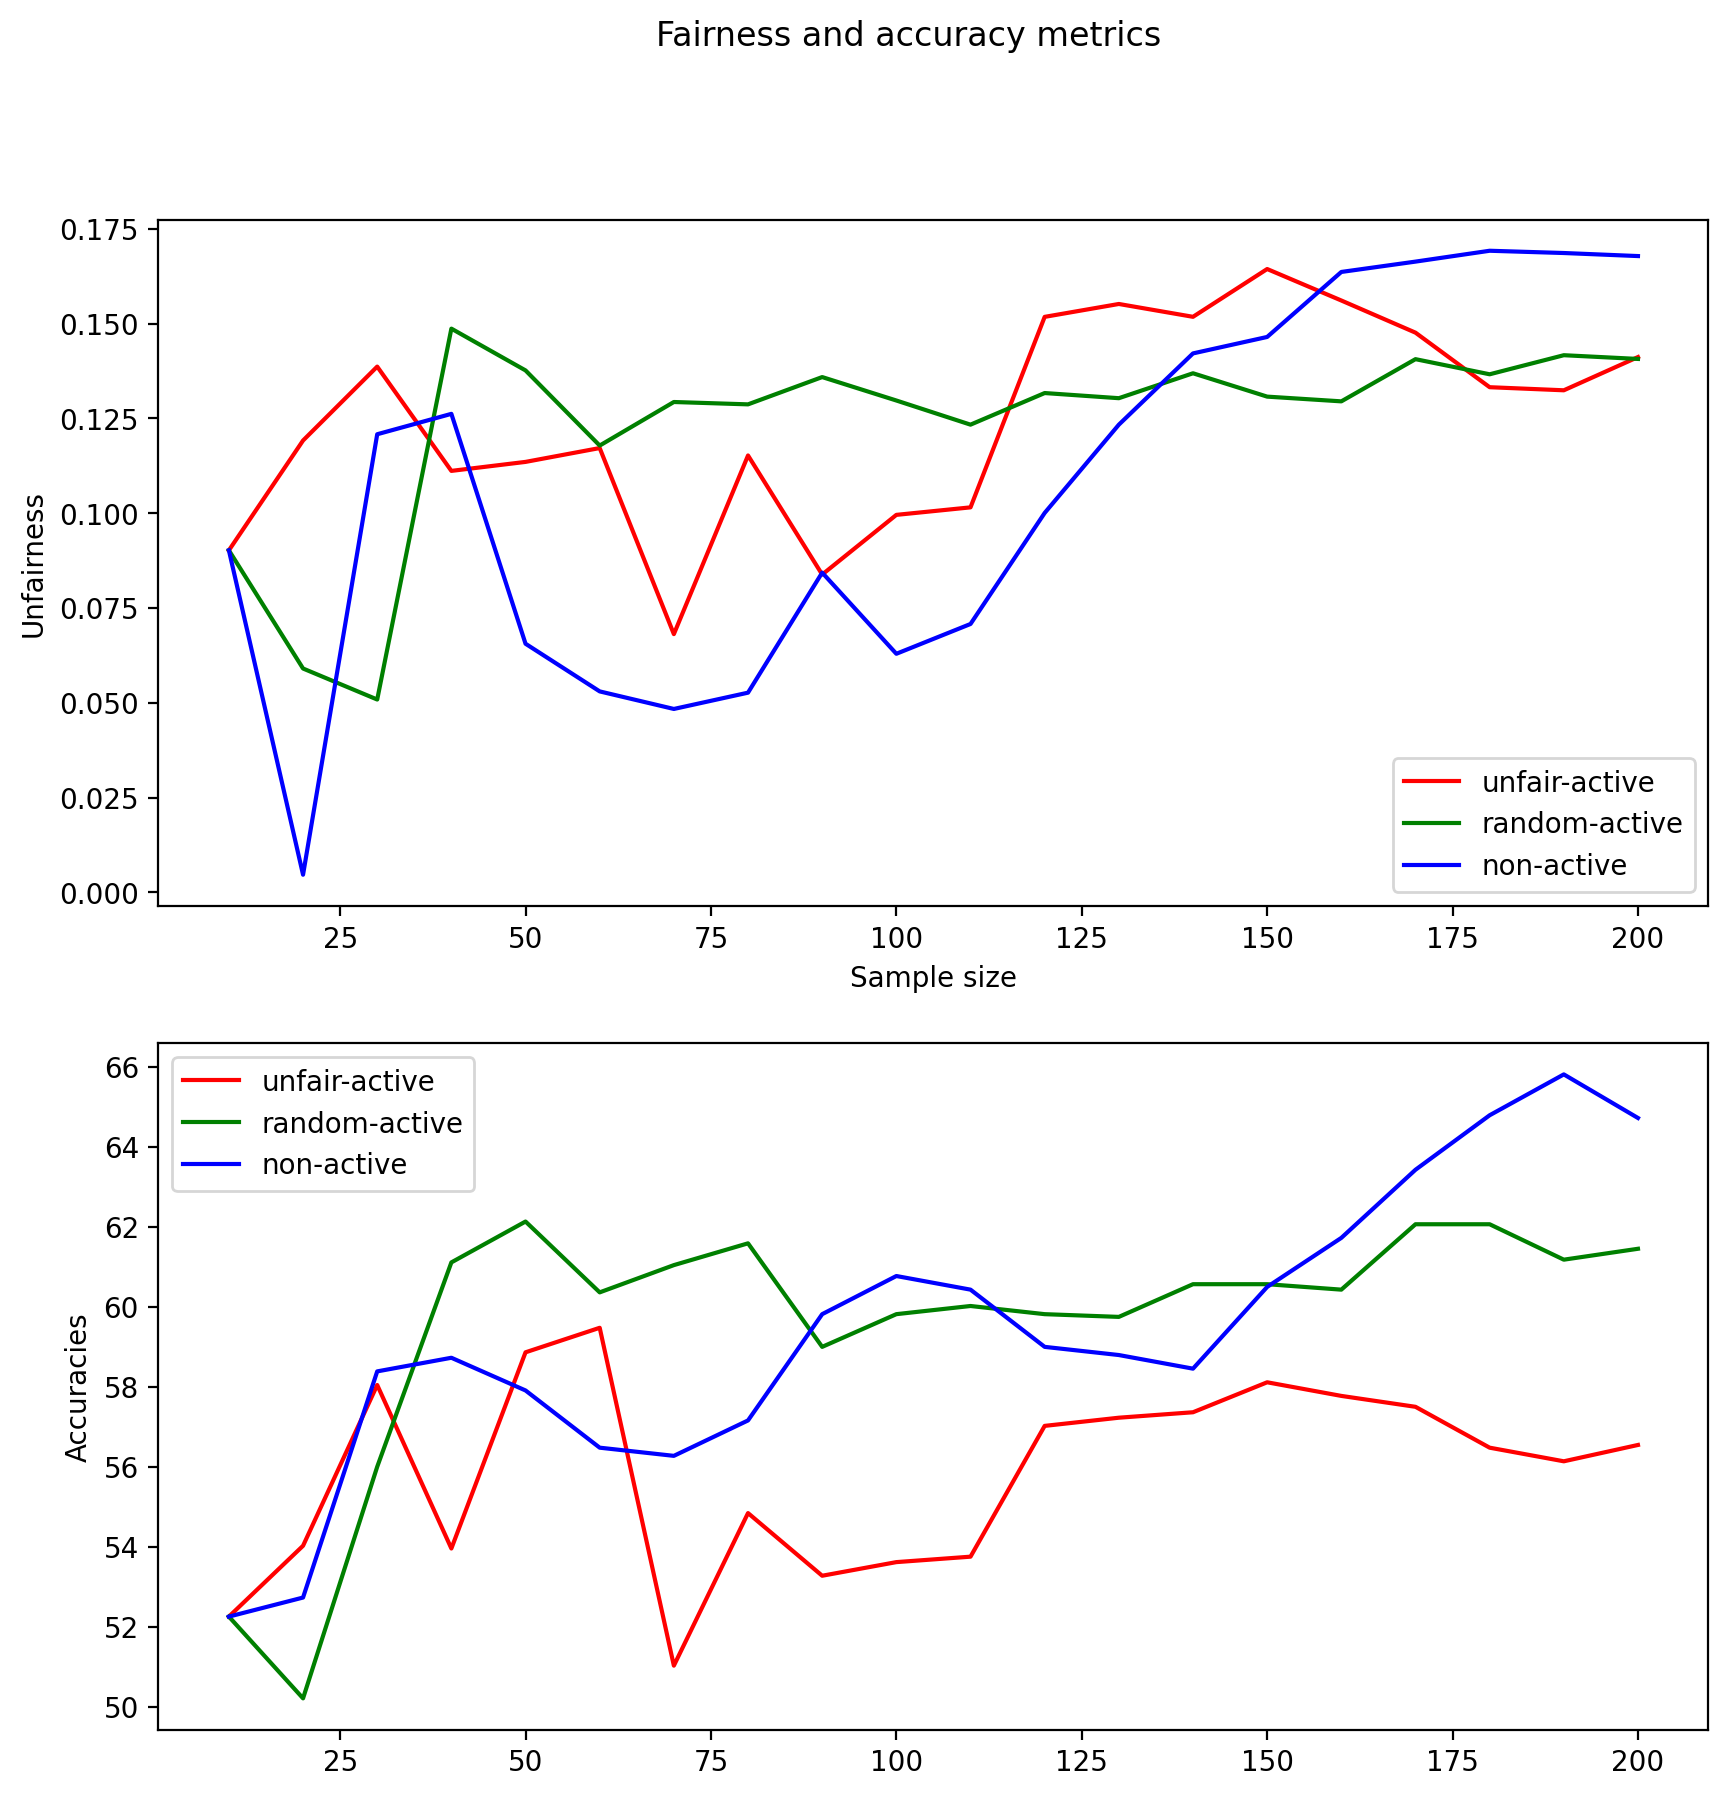 Fairness and accuracy metrics
0.175
0.150
0.125
0.100
0.075
0.050
0.025
0.000
Unfairness
unfair-active
random-active
non-active
25 50 75 100 125 150 175 200
Sample size
66
64
62
60
58
56
54
52
50
Accuracies
unfair-active
random-active
non-active
25 50 75 100 125 150 175 200